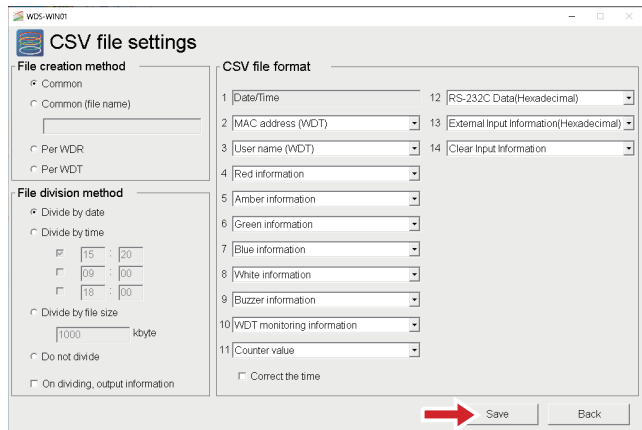 WDS-WIN01
CSV file settings
File creation method
Common
Common (file name)
Per WDR
Per WDT
File division method
Divide by date
Divide by time
15 : 20
09 : 00
18 : 00
Divide by file size
1000 kbyte
Do not divide
On dividing, output information
CSV file format
1 Date/Time
2 MAC address (WDT)
3 User name (WDT)
4 Red information
5 Amber information
6 Green information
7 Blue information
8 White information
9 Buzzer information
10 WDT monitoring information
11 Counter value
Correct the time
12 RS-232C Data(Hexadecimal)
13 External Input Information(Hexadecimal)
14 Clear Input Information
Save Back